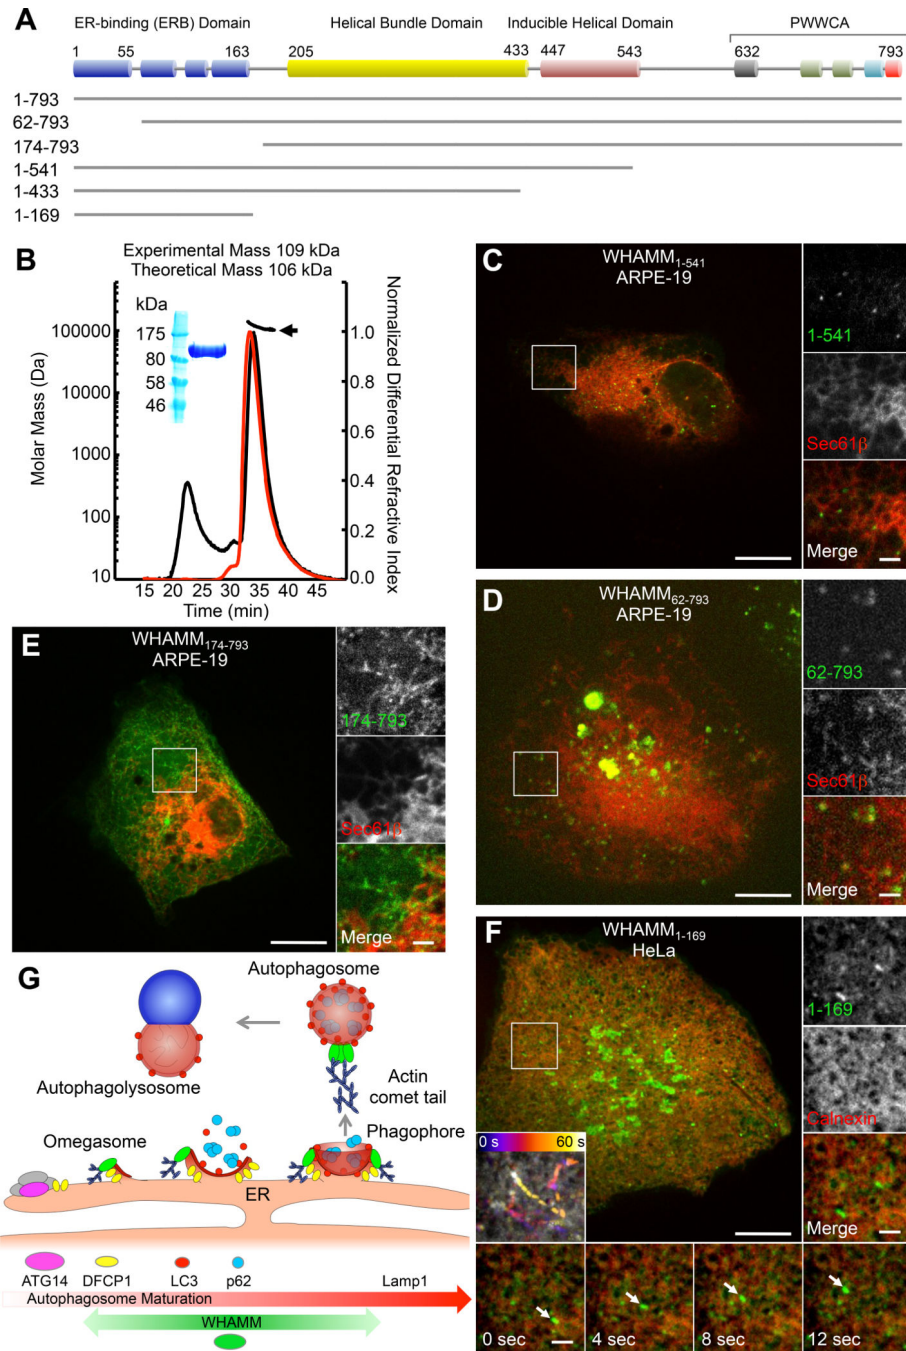 A
ER-binding (ERB) Domain
Helical Bundle Domain
Inducible Helical Domain
PWWCA
1 55 163 205 433 447 543 632 793
1-793
62-793
174-793
1-541
1-433
1-169
B
Experimental Mass 109 kDa
Theoretical Mass 106 kDa
kDa
175
80
58
46
Molar Mass (Da)
100000
10000
1000
100
10
Normalized Differential Refractive Index
1.0
0.8
0.6
0.4
0.2
0.0
15 20 25 30 35 40 45
Time (min)
C
WHAMM1-541
ARPE-19
1-541
Sec61β
Merge
D
WHAMM62-793
ARPE-19
62-793
Sec61β
Merge
E
WHAMM174-793
ARPE-19
174-793
Sec61β
Merge
F
WHAMM1-169
HeLa
1-169
Calnexin
Merge
0 s 60 s
0 sec
4 sec
8 sec
12 sec
G
Autophagosome
Autophagolysosome
Actin
comet tail
Omegasome
Phagophore
ER
ATG14 DFCP1 LC3 p62 Lamp1
Autophagosome Maturation
WHAMM